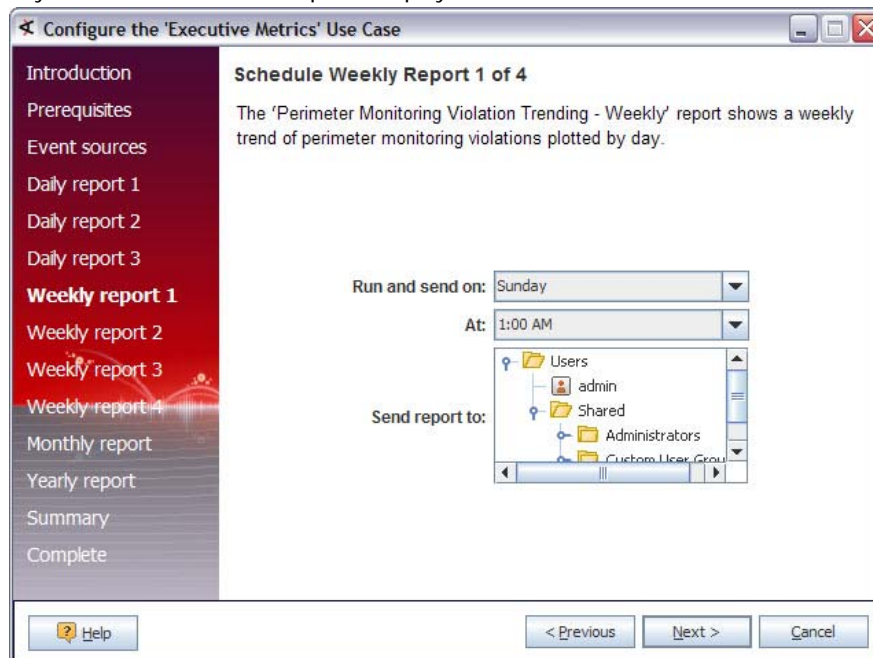 Configure the 'Executive Metrics' Use Case
Introduction
Prerequisites
Event sources
Daily report 1
Daily report 2
Daily report 3
Weekly report 1
Weekly report 2
Weekly report 3
Weekly report 4
Monthly report
Yearly report
Summary
Complete
Schedule Weekly Report 1 of 4
The 'Perimeter Monitoring Violation Trending - Weekly' report shows a weekly
trend of perimeter monitoring violations plotted by day.
Run and send on: Sunday
At: 1:00 AM
Send report to:
Users
admin
Shared
Administrators
Custom User Grou
Help
< Previous
Next >
Cancel